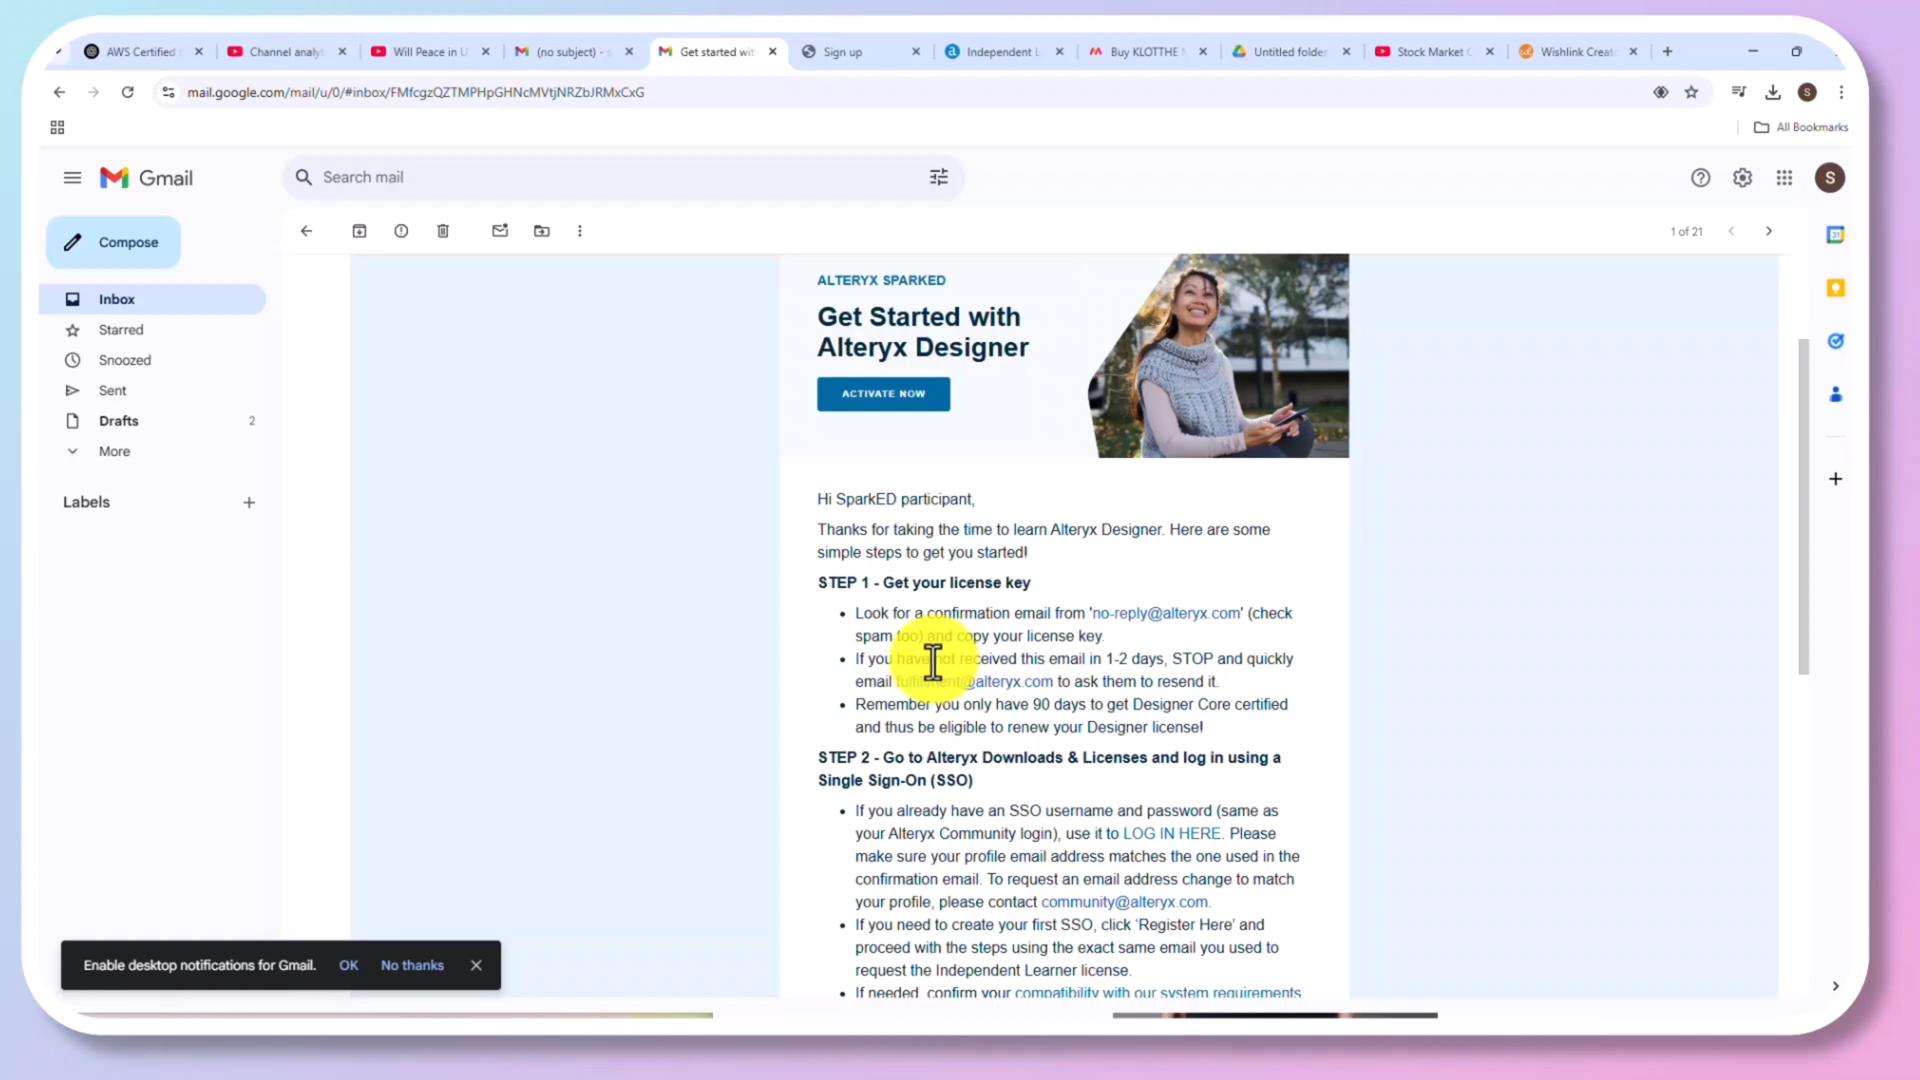 AWS Certified
Channel analyt
Will Peace in U
(no subject) - s
Get started wit
Sign up
Independent L
Buy KLOTTHE M
Untitled folder
Stock Market C
Wishlink Creat
mail.google.com/mail/u/0/#inbox/FMfcgzQZTMPHpGHNcMVtjNRZbJRMxCxG
S
All Bookmarks
Gmail
Search mail
S
Compose
1 of 21
31
Inbox
Starred
Snoozed
Sent
Drafts 2
More
Labels
ALTERYX SPARKED
Get Started with
Alteryx Designer
ACTIVATE NOW
Hi SparkED participant,
Thanks for taking the time to learn Alteryx Designer. Here are some
simple steps to get you started!
STEP 1 - Get your license key
• Look for a confirmation email from 'no-reply@alteryx.com' (check
spam too) and copy your license key.
• If you have not received this email in 1-2 days, STOP and quickly
email fulfillment@alteryx.com to ask them to resend it.
• Remember you only have 90 days to get Designer Core certified
and thus be eligible to renew your Designer license!
STEP 2 - Go to Alteryx Downloads & Licenses and log in using a
Single Sign-On (SSO)
• If you already have an SSO username and password (same as
your Alteryx Community login), use it to LOG IN HERE. Please
make sure your profile email address matches the one used in the
confirmation email. To request an email address change to match
your profile, please contact community@alteryx.com.
• If you need to create your first SSO, click 'Register Here' and
proceed with the steps using the exact same email you used to
request the Independent Learner license.
• If needed, confirm your compatibility with our system requirements
Enable desktop notifications for Gmail. OK No thanks